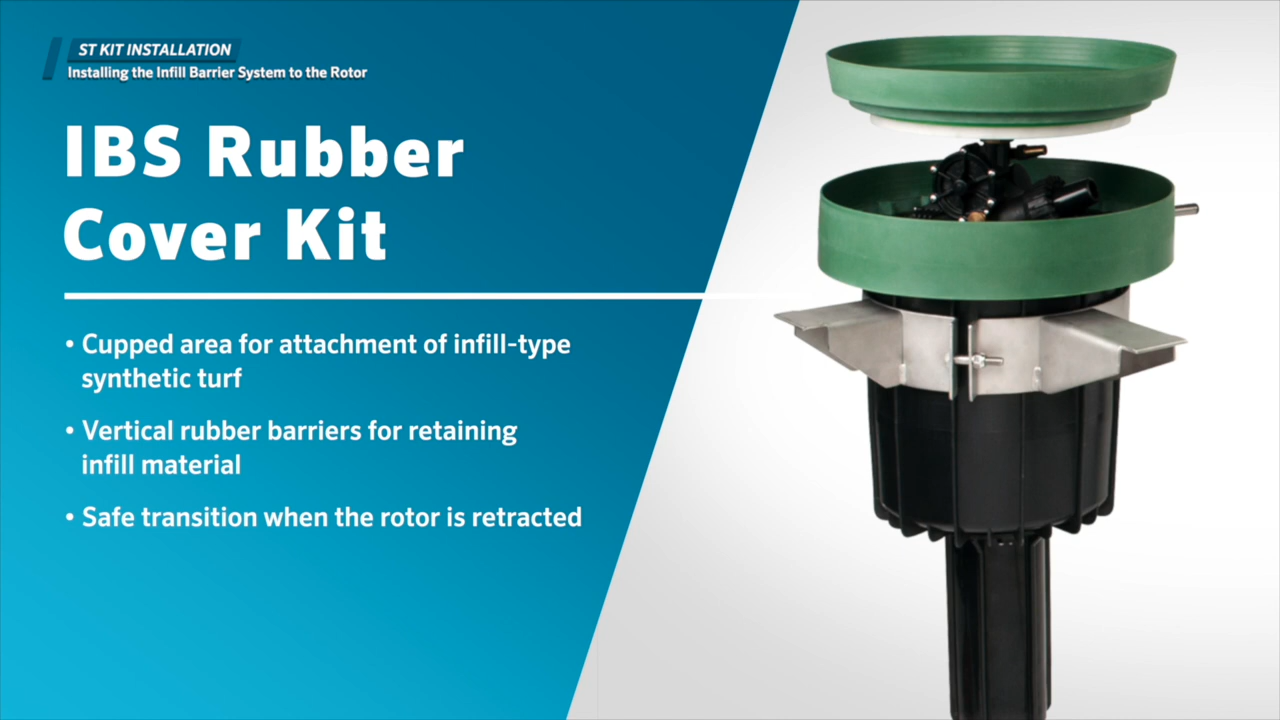 ST KIT INSTALLATION
Installing the Infill Barrier System to the Rotor
IBS Rubber
Cover Kit
• Cupped area for attachment of infill-type
synthetic turf
• Vertical rubber barriers for retaining
infill material
• Safe transition when the rotor is retracted